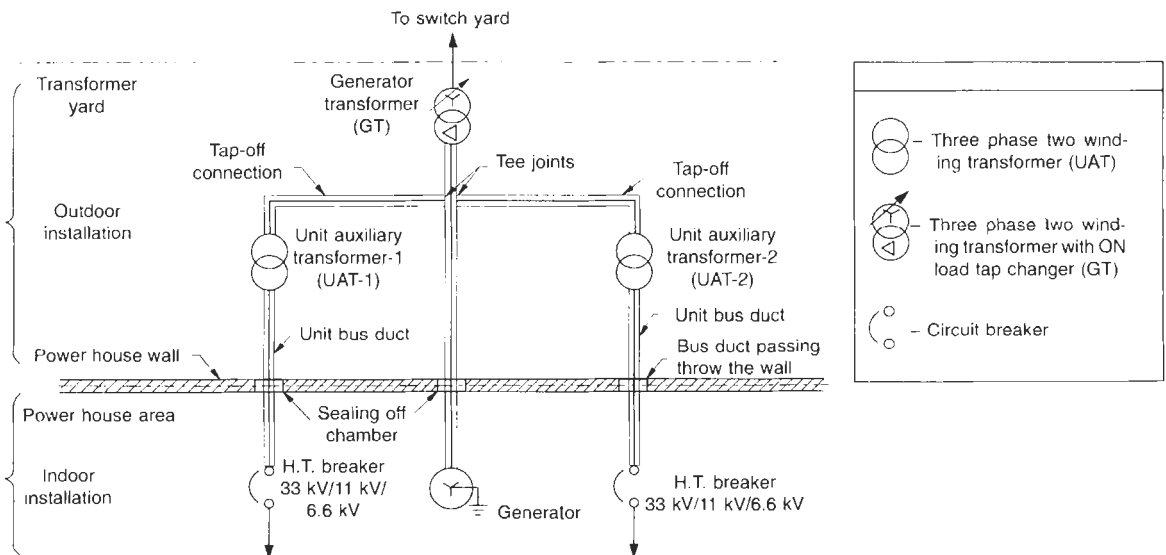 To switch yard
Transformer
yard
Generator
transformer
(GT)
Tap-off
connection
Tee joints
Tap-off
connection
Outdoor
installation
Unit auxiliary
transformer-1
(UAT-1)
Unit auxiliary
transformer-2
(UAT-2)
Unit bus duct
Unit bus duct
Power house wall
Bus duct passing
throw the wall
Power house area
Sealing off
chamber
Indoor
installation
H.T. breaker
33 kV/11 kV/
6.6 kV
Generator
H.T. breaker
33 kV/11 kV/6.6 kV
– Three phase two wind-
ing transformer (UAT)
– Three phase two wind-
ing transformer with ON
load tap changer (GT)
– Circuit breaker